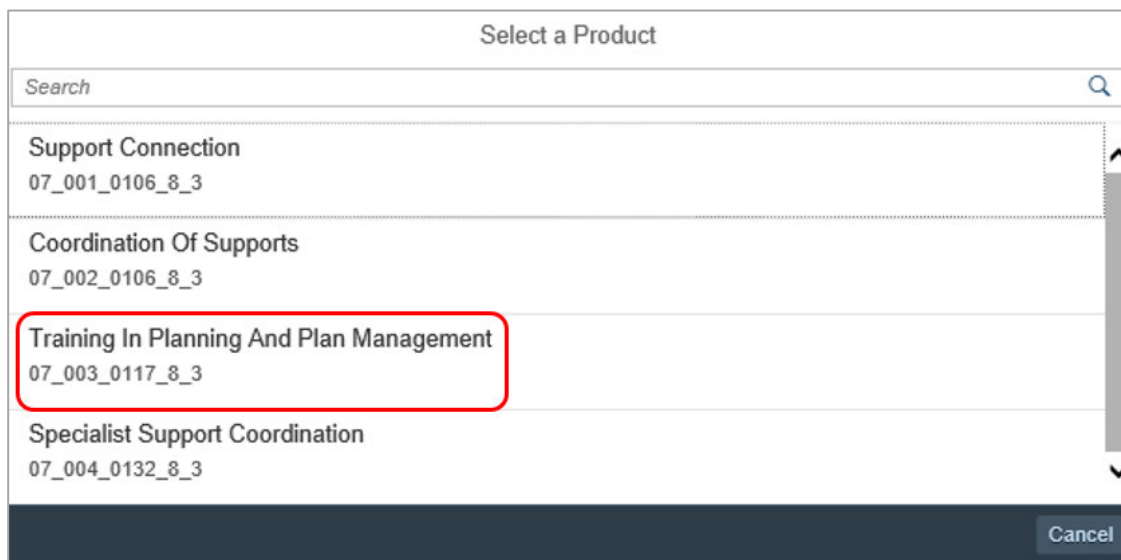 Select a Product
Search
Support Connection
07_001_0106_8_3
Coordination Of Supports
07_002_0106_8_3
Training In Planning And Plan Management
07_003_0117_8_3
Specialist Support Coordination
07_004_0132_8_3
Cancel